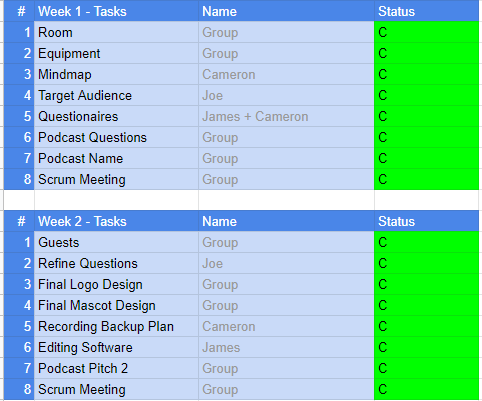 # Week 1 - Tasks Name Status
1 Room Group C
2 Equipment Group C
3 Mindmap Cameron C
4 Target Audience Joe C
5 Questionaires James + Cameron C
6 Podcast Questions Group C
7 Podcast Name Group C
8 Scrum Meeting Group C
# Week 2 - Tasks Name Status
1 Guests Group C
2 Refine Questions Joe C
3 Final Logo Design Group C
4 Final Mascot Design Group C
5 Recording Backup Plan Cameron C
6 Editing Software James C
7 Podcast Pitch 2 Group C
8 Scrum Meeting Group C